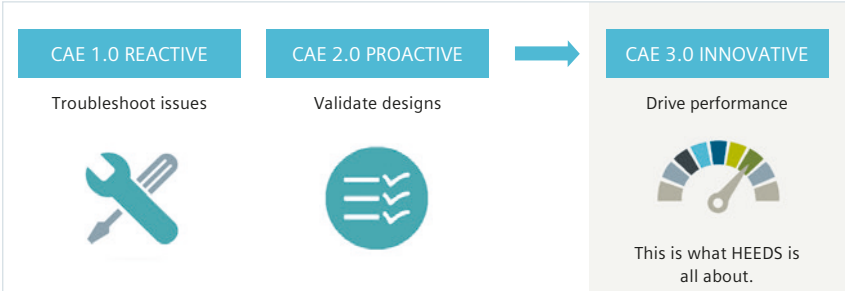 CAE 1.0 REACTIVE
Troubleshoot issues
CAE 2.0 PROACTIVE
Validate designs
CAE 3.0 INNOVATIVE
Drive performance
This is what HEEDS is
all about.